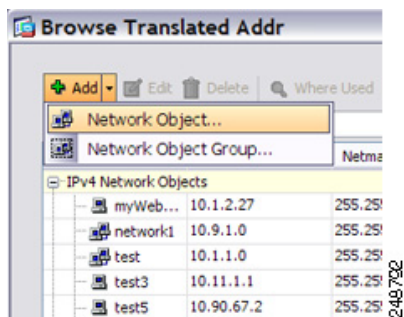 Browse Translated Addr
Add Edit Delete Where Used
Network Object...
Network Object Group...
Netma
IPv4 Network Objects
myWeb... 10.1.2.27 255.25
network1 10.9.1.0 255.25
test 10.1.1.0 255.25
test3 10.11.1.1 255.25
test5 10.90.67.2 255.25
248792